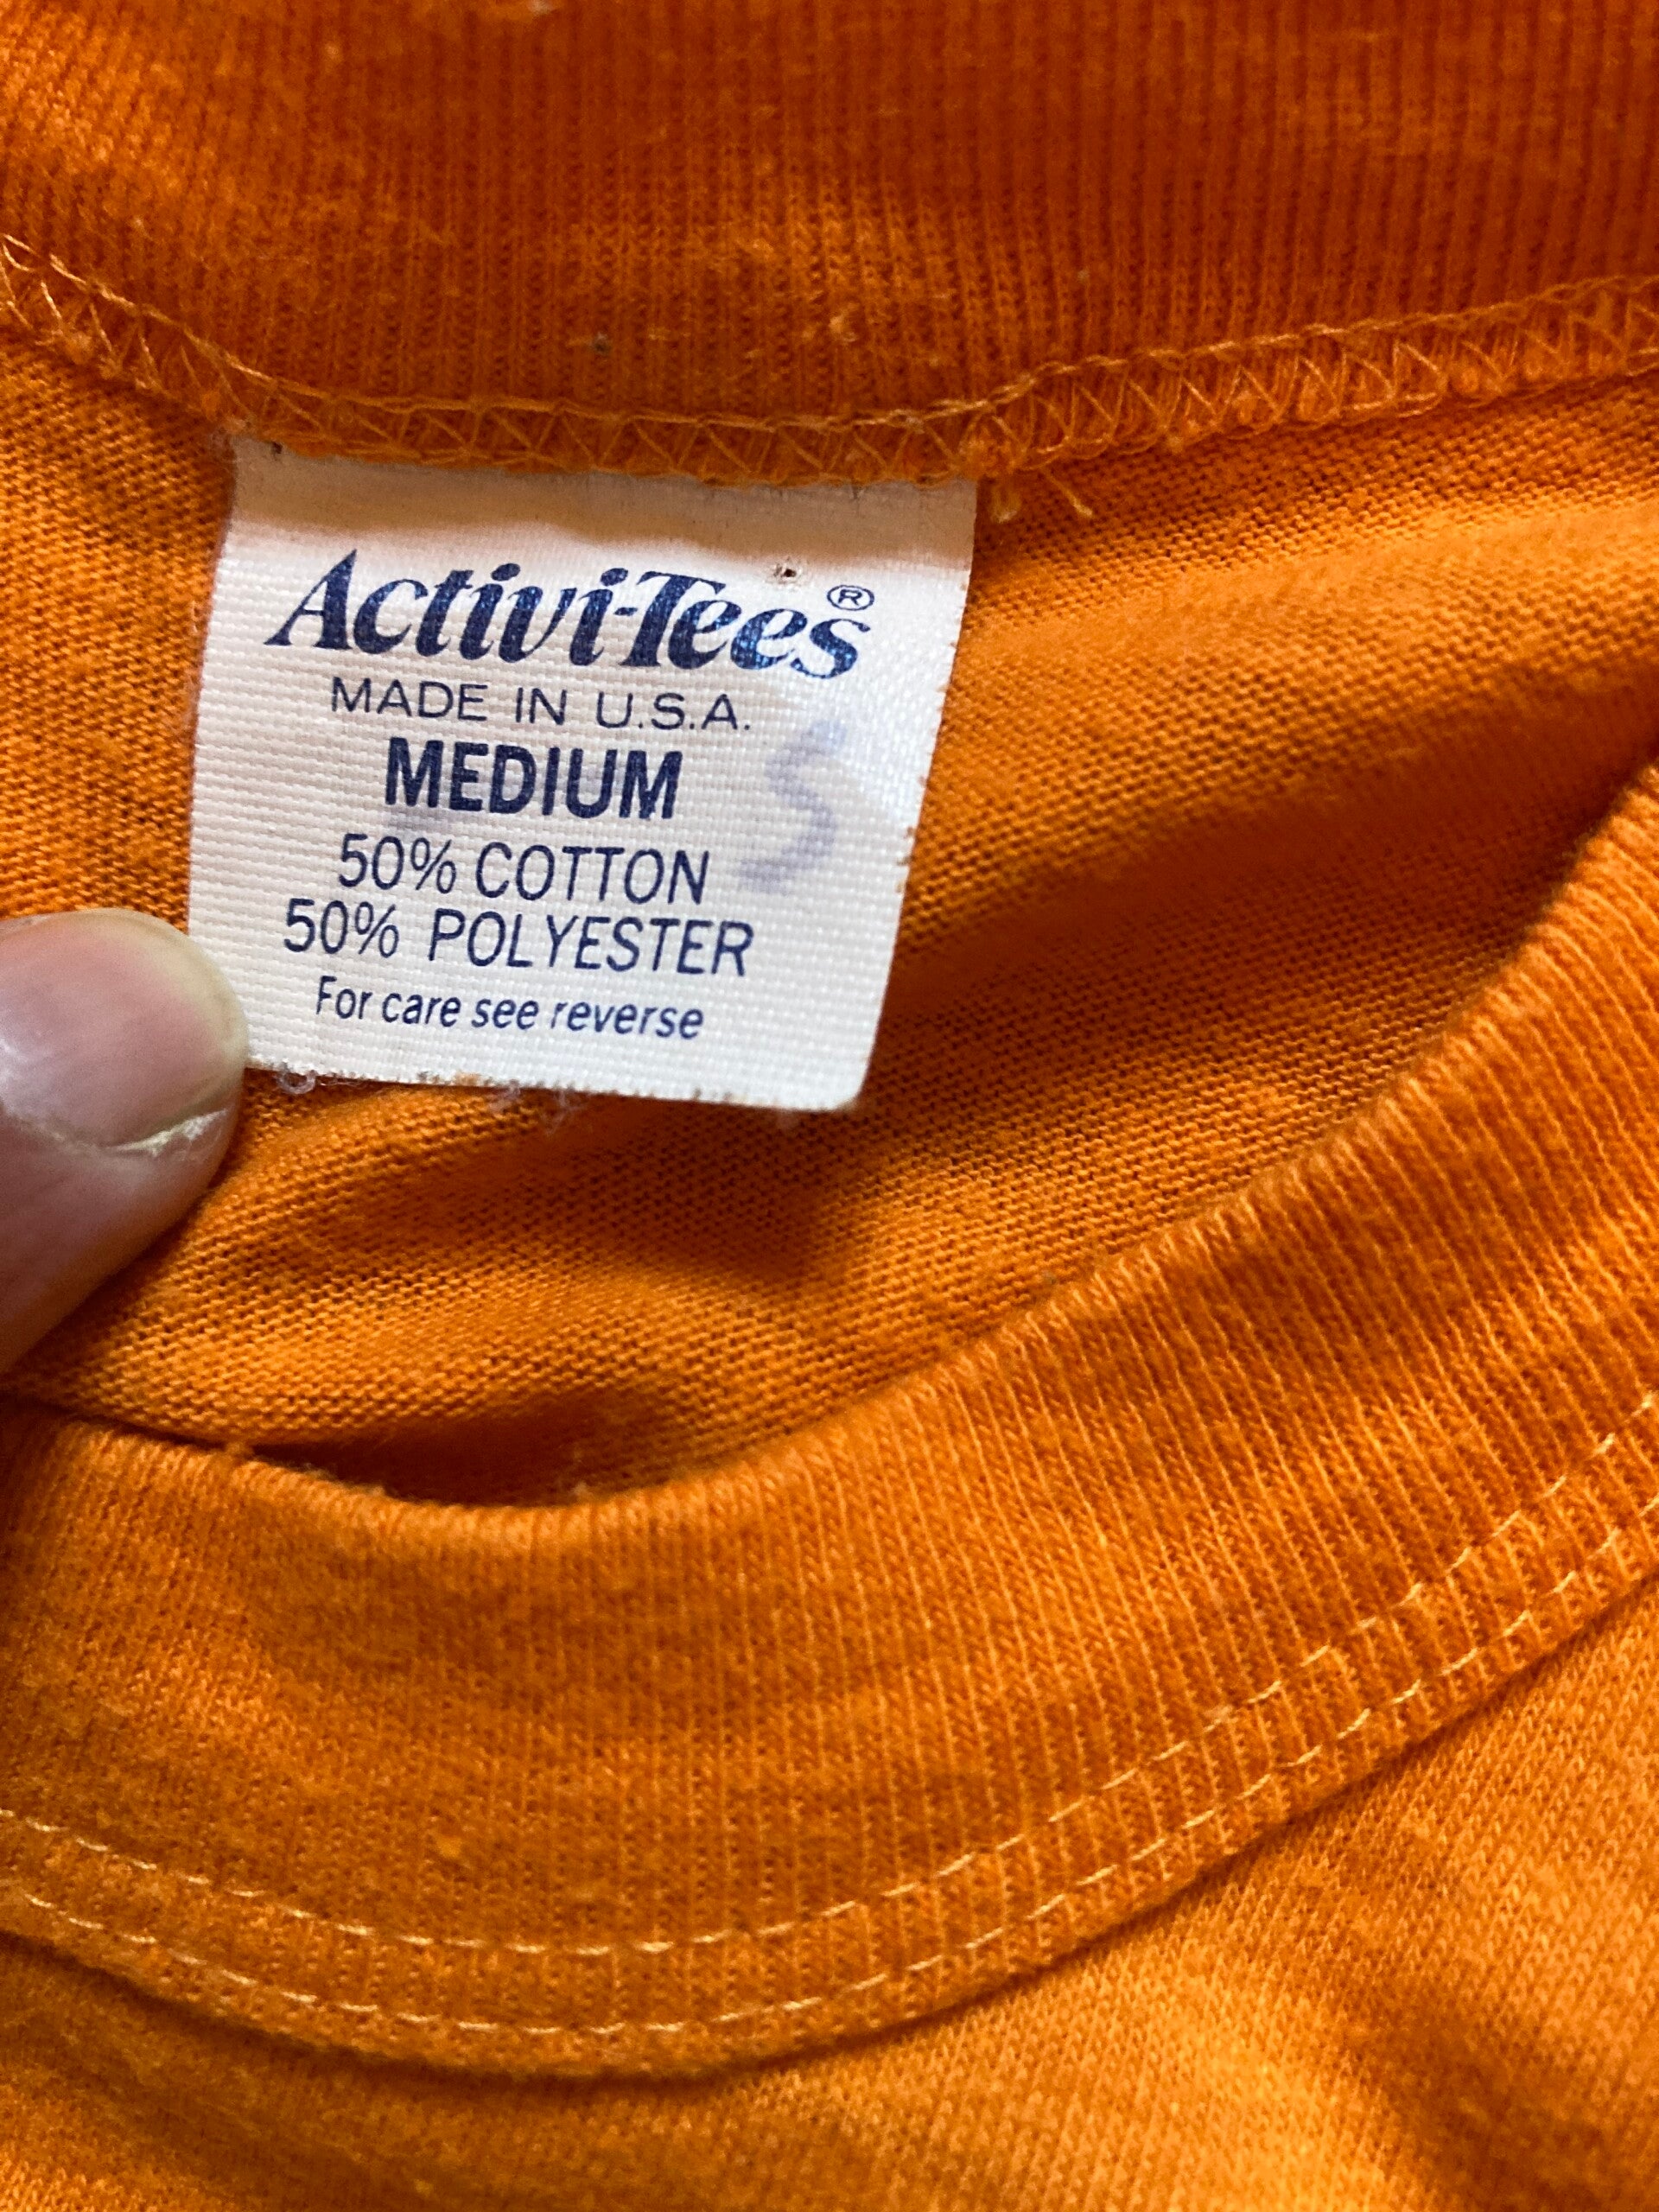 Activi-Tees®
MADE IN U.S.A.
MEDIUM
S
50% COTTON
50% POLYESTER
For care see reverse